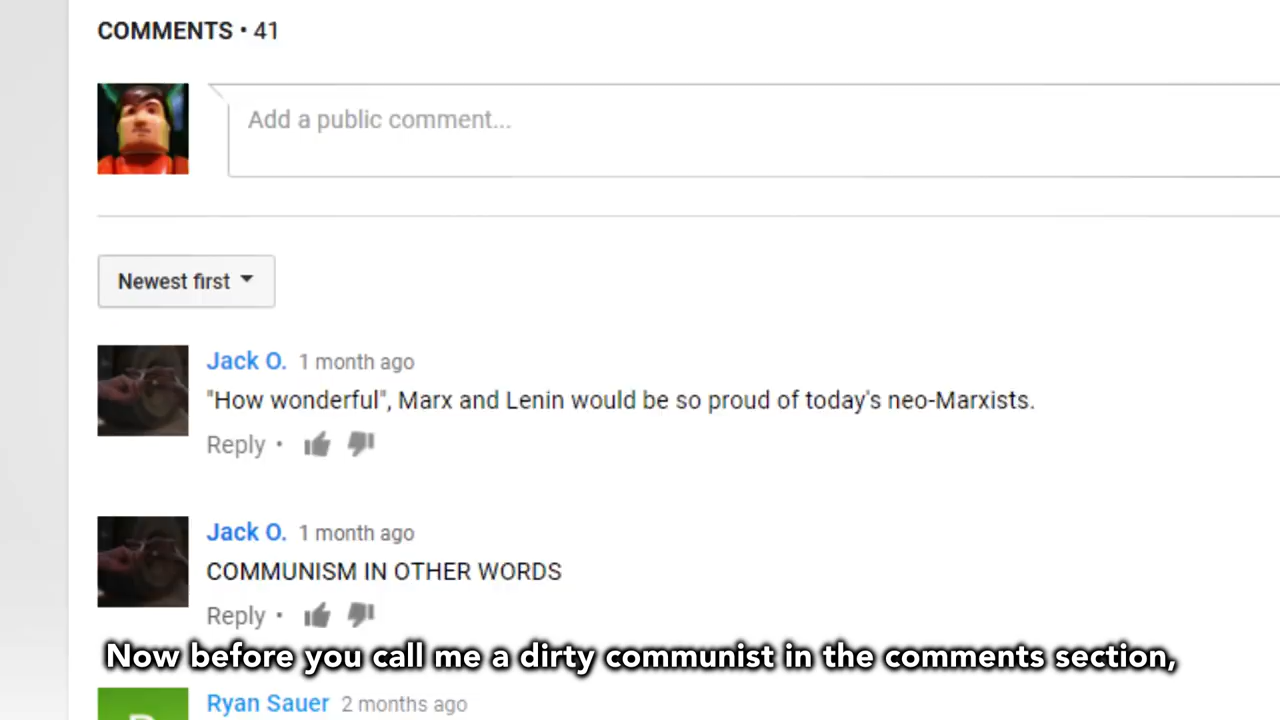 COMMENTS • 41
Add a public comment...
Newest first
Jack O. 1 month ago
"How wonderful", Marx and Lenin would be so proud of today's neo-Marxists.
Reply •
Jack O. 1 month ago
COMMUNISM IN OTHER WORDS
Reply •
Now before you call me a dirty communist in the comments section,
Ryan Sauer 2 months ago